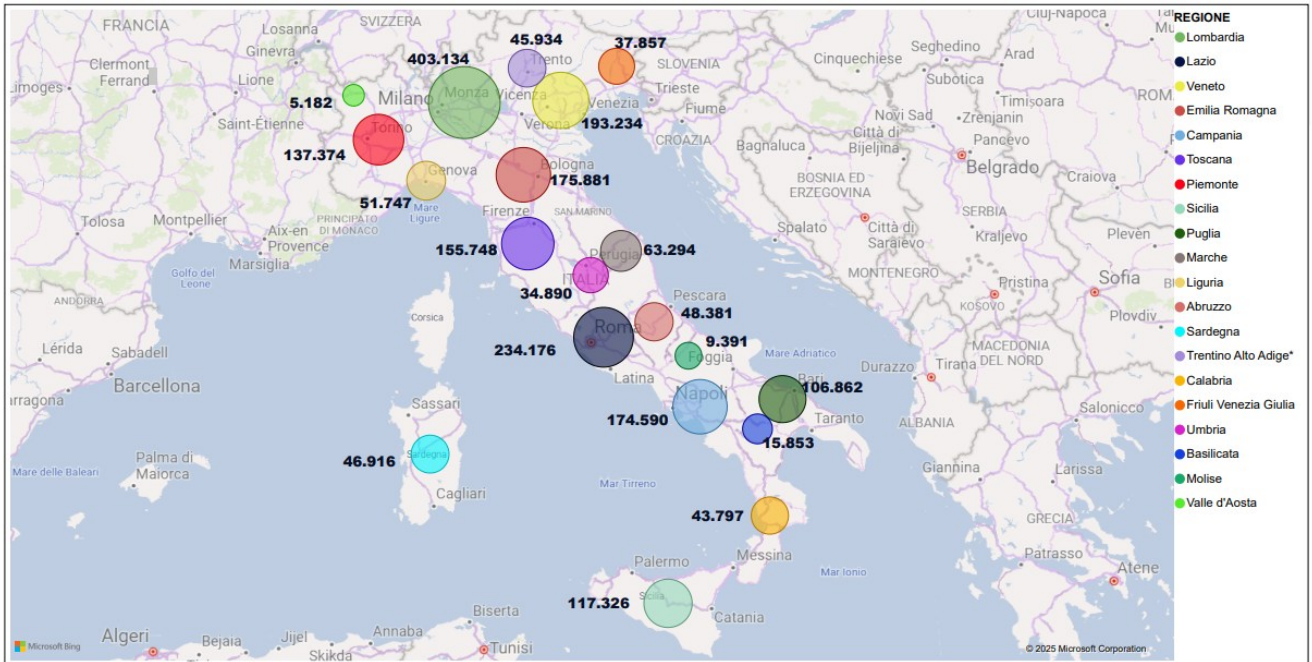 FRANCIA
SVIZZERA
Losanna
Ginevra
Clermont
Ferrand
Limoges
Lione
Saint-Étienne
5.182
403.134
45.934
37.857
Trento
Milano
Monza
Vicenza
Venezia
Verona
193.234
SLOVENIA
Trieste
Fiume
CROAZIA
Torino
137.374
Genova
51.747
Mare
Ligure
Bologna
175.881
Firenze
SAN MARINO
PRINCIPATO
DI MONACO
Tolosa
Montpellier
Aix-en
Provence
Marsiglia
Golfo del
Leone
ANDORRA
155.748
Perugia
63.294
ITALIA
34.890
Corsica
Pescara
48.381
Roma
234.176
9.391
Foggia
Latina
Mare Adriatico
Napoli
174.590
Bari
106.862
Taranto
15.853
Lérida
Sabadell
Barcellona
arragona
Sassari
Sardegna
46.916
Cagliari
Palma di
Maiorca
Mare delle Baleari
Mar Tirreno
43.797
Messina
Mar Ionio
Palermo
Sicilia
117.326
Catania
Algeri
Bejaia
Jijel
Skikda
Annaba
Biserta
Tunisi
Cluj-Napoca
Seghedino
Arad
Cinquechiese
Subotica
Timișoara
ROM
Novi Sad
Zrenjanin
Città di
Bijeljina
Pancevo
Bagnaluca
Belgrado
Craiova
BOSNIA ED
ERZEGOVINA
SERBIA
Spalato
Città di
Saraievo
Kraljevo
Pleven
MONTENEGRO
Pristina
KOSOVO
Sofia
Plovdiv
MACEDONIA
DEL NORD
Durazzo
Tirana
ALBANIA
Salonicco
Giannina
Larissa
GRECIA
Patrasso
Atene
Microsoft Bing
© 2025 Microsoft Corporation
REGIONE
Lombardia
Lazio
Veneto
Emilia Romagna
Campania
Toscana
Piemonte
Sicilia
Puglia
Marche
Liguria
Abruzzo
Sardegna
Trentino Alto Adige*
Calabria
Friuli Venezia Giulia
Umbria
Basilicata
Molise
Valle d'Aosta